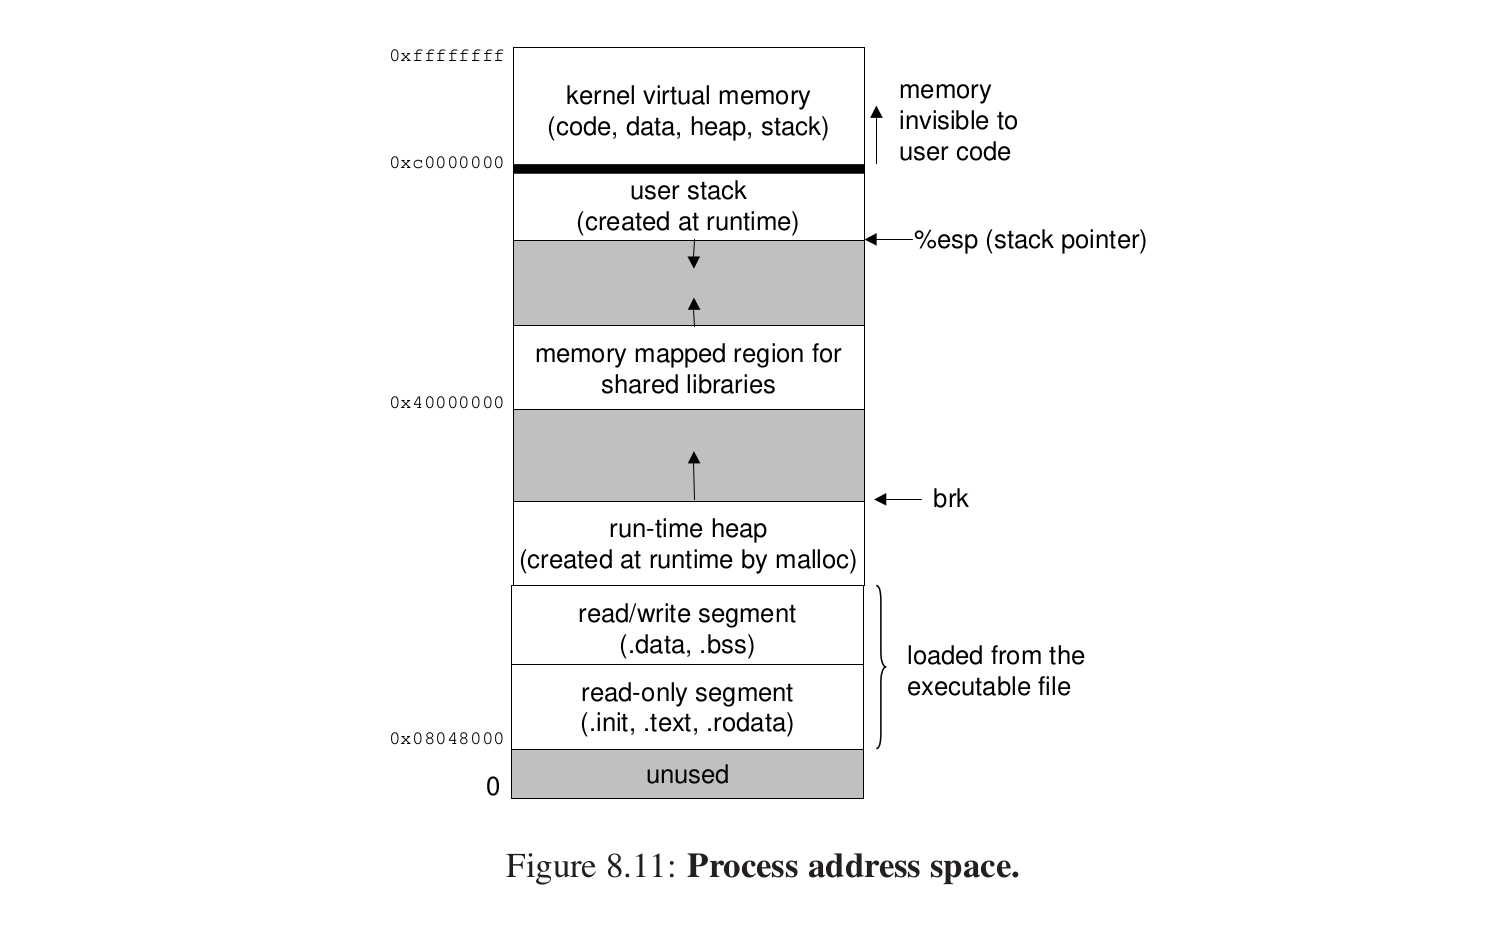 0xffffffff
kernel virtual memory
(code, data, heap, stack)
memory
invisible to
user code
0xc0000000
user stack
(created at runtime)
%esp (stack pointer)
memory mapped region for
shared libraries
0x40000000
brk
run-time heap
(created at runtime by malloc)
read/write segment
(.data, .bss)
loaded from the
executable file
read-only segment
(.init, .text, .rodata)
0x08048000
unused
0
Figure 8.11: Process address space.